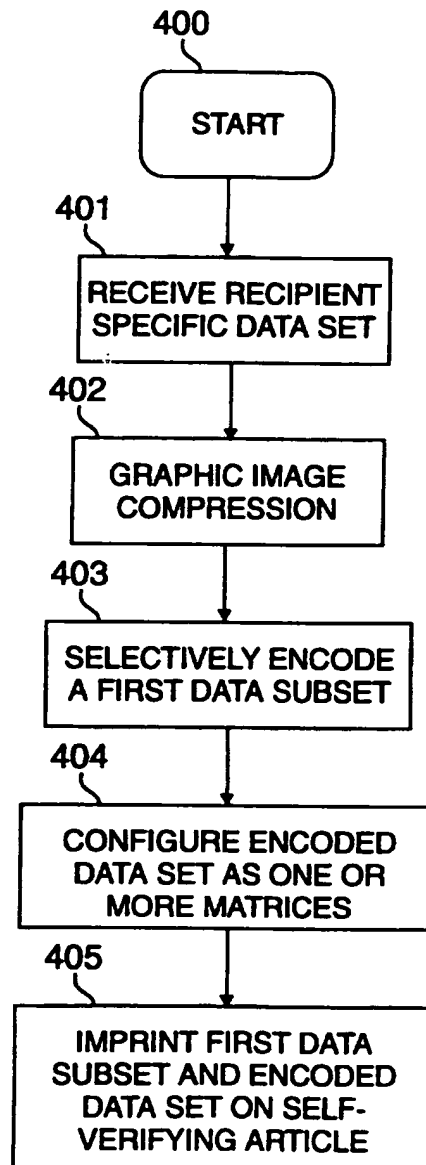 400
START
401
RECEIVE RECIPIENT
SPECIFIC DATA SET
402
GRAPHIC IMAGE
COMPRESSION
403
SELECTIVELY ENCODE
A FIRST DATA SUBSET
404
CONFIGURE ENCODED
DATA SET AS ONE OR
MORE MATRICES
405
IMPRINT FIRST DATA
SUBSET AND ENCODED
DATA SET ON SELF-
VERIFYING ARTICLE